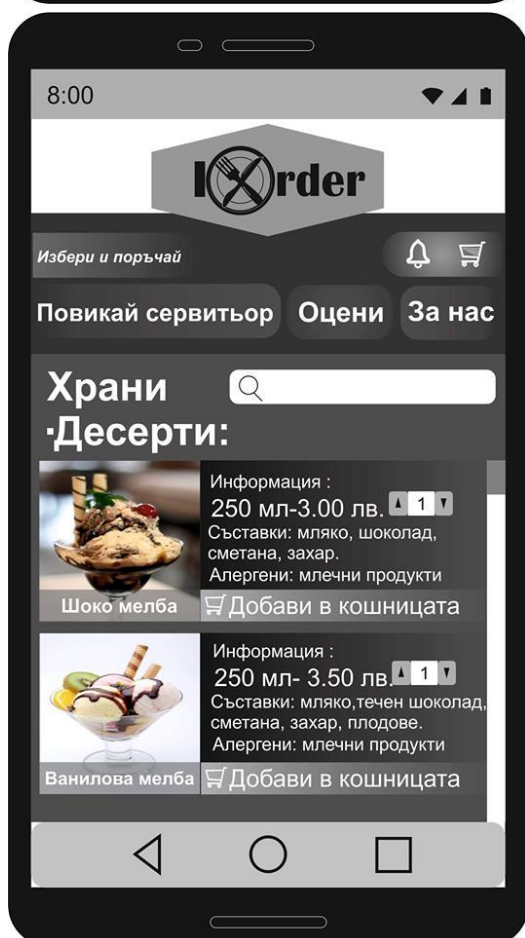 8:00
IOrder
Избери и поръчай
Повикай сервитьор
Оцени
За нас
Храни
·Десерти:
Информация :
250 мл-3.00 лв.
1
Съставки: мляко, шоколад,
сметана, захар.
Алергени: млечни продукти
Шоко мелба
Добави в кошницата
Информация :
250 мл- 3.50 лв.
1
Съставки: мляко,течен шоколад,
сметана, захар, плодове.
Алергени: млечни продукти
Ванилова мелба
Добави в кошницата